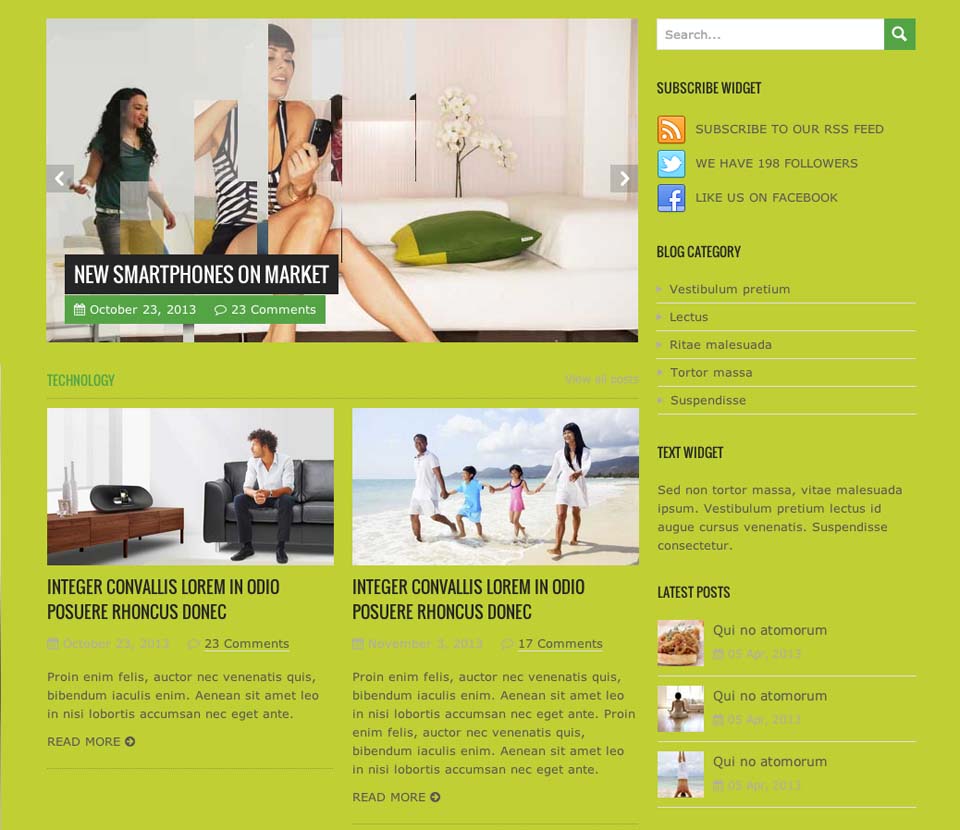 Search...
NEW SMARTPHONES ON MARKET
October 23, 2013 23 Comments
TECHNOLOGY View all posts
INTEGER CONVALLIS LOREM IN ODIO
POSUERE RHONCUS DONEC
October 23, 2013 23 Comments
Proin enim felis, auctor nec venenatis quis,
bibendum iaculis enim. Aenean sit amet leo
in nisi lobortis accumsan nec eget ante.
READ MORE
INTEGER CONVALLIS LOREM IN ODIO
POSUERE RHONCUS DONEC
November 3, 2013 17 Comments
Proin enim felis, auctor nec venenatis quis,
bibendum iaculis enim. Aenean sit amet leo
in nisi lobortis accumsan nec eget ante. Proin
enim felis, auctor nec venenatis quis,
bibendum iaculis enim. Aenean sit amet leo
in nisi lobortis accumsan nec eget ante.
READ MORE
SUBSCRIBE WIDGET
SUBSCRIBE TO OUR RSS FEED
WE HAVE 198 FOLLOWERS
LIKE US ON FACEBOOK
BLOG CATEGORY
Vestibulum pretium
Lectus
Ritae malesuada
Tortor massa
Suspendisse
TEXT WIDGET
Sed non tortor massa, vitae malesuada
ipsum. Vestibulum pretium lectus id
augue cursus venenatis. Suspendisse
consectetur.
LATEST POSTS
Qui no atomorum
05 Apr, 2013
Qui no atomorum
05 Apr, 2013
Qui no atomorum
05 Apr, 2013